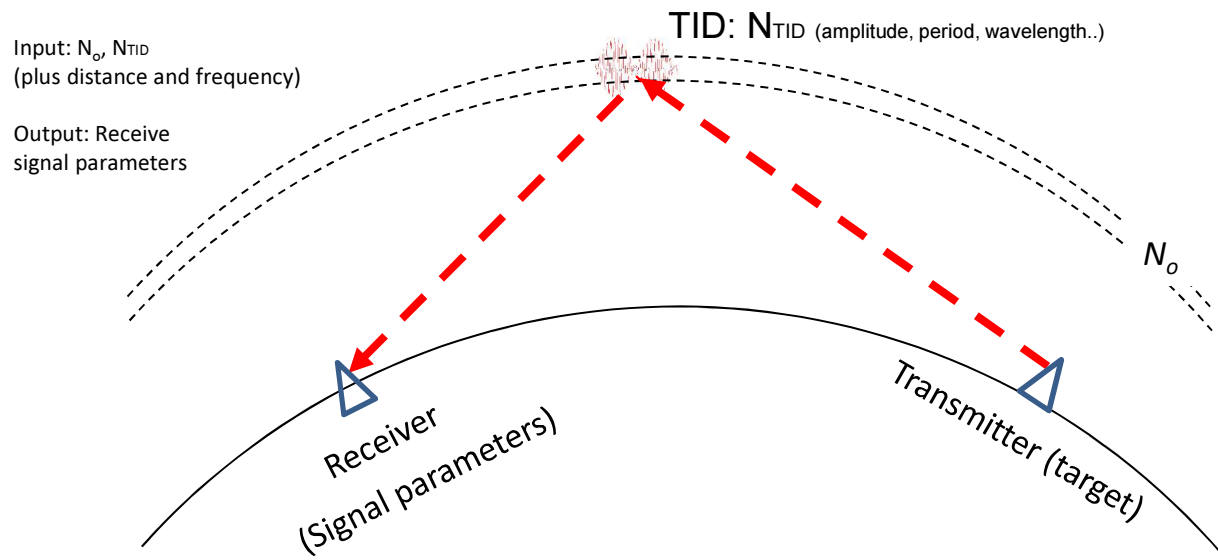 TID: NTID (amplitude, period, wavelength..)
Input: No, NTID
(plus distance and frequency)
Output: Receive
signal parameters
No
Receiver
(Signal parameters)
Transmitter (target)